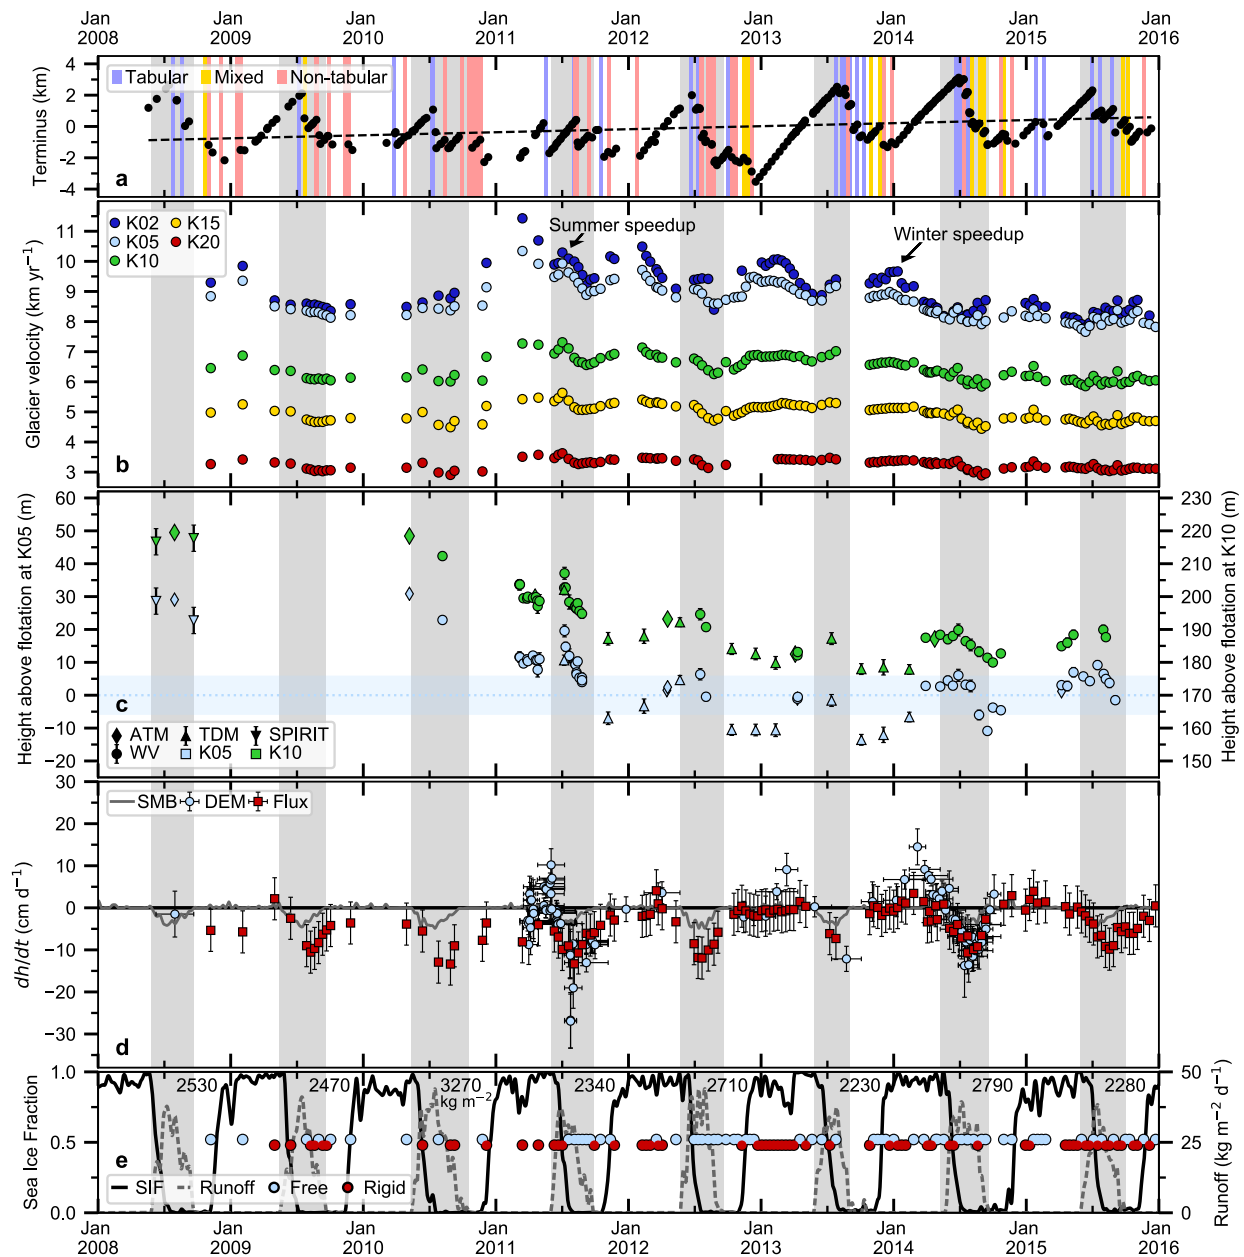 Jan Jan Jan Jan Jan Jan Jan Jan Jan
2008 2009 2010 2011 2012 2013 2014 2015 2016
Terminus (km)
4
2
0
−2
−4
Tabular Mixed Non-tabular
a
Glacier velocity (km yr⁻¹)
11
10
9
8
7
6
5
4
3
K02 K15
K05 K20
K10
Summer speedup
Winter speedup
b
Height above flotation at K05 (m)
60
50
40
30
20
10
0
−10
−20
Height above flotation at K10 (m)
230
220
210
200
190
180
170
160
150
c
ATM TDM SPIRIT
WV K05 K10
dh/dt (cm d⁻¹)
30
20
10
0
−10
−20
−30
SMB DEM Flux
d
Sea Ice Fraction
1.0
0.5
0.0
2530 2470 3270 2340 2710 2230 2790 2280
kg m⁻²
Runoff (kg m⁻² d⁻¹)
50
25
0
e
SIF Runoff Free Rigid
Jan Jan Jan Jan Jan Jan Jan Jan Jan
2008 2009 2010 2011 2012 2013 2014 2015 2016